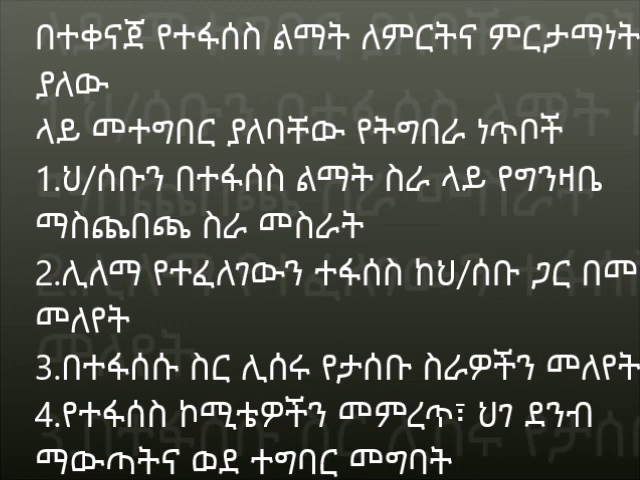 በተቀናጀ የተፋሰስ ልማት ለምርትና ምርታማነት
ያለው
ላይ መተግበር ያለባቸው የትግበራ ነጥቦች
1.ህ/ሰቡን በተፋሰስ ልማት ስራ ላይ የግንዛቤ
ማስጨበጫ ስራ መስራት
2.ሊለማ የተፈለገውን ተፋሰስ ከህ/ሰቡ ጋር
መለየት
3.በተፋሰሱ ስር ሊሰሩ የታሰቡ ስራዎችን መለየት
4.የተፋሰስ ኮሚቴዎችን መምረጥ፣ ህገ ደንብ
ማውጣትና ወደ ተግባር መግባት